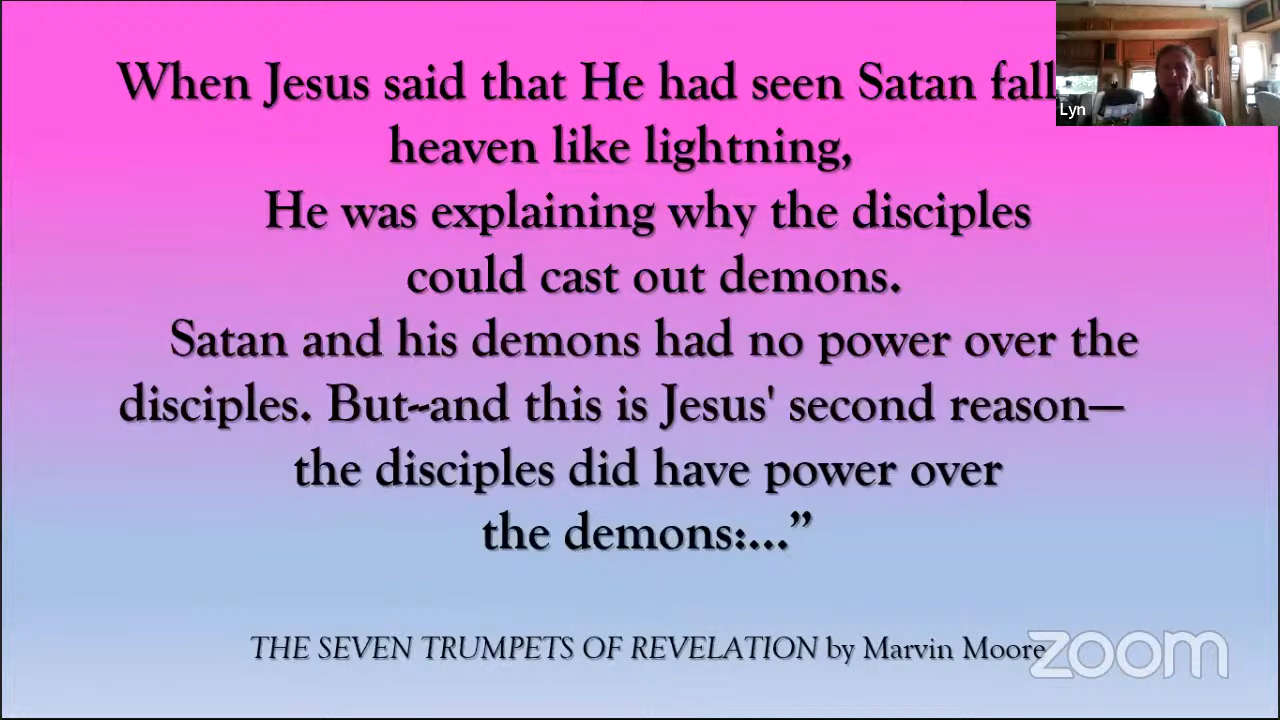 When Jesus said that He had seen Satan fall
heaven like lightning,
He was explaining why the disciples
could cast out demons.
Satan and his demons had no power over the
disciples. But--and this is Jesus' second reason—
the disciples did have power over
the demons:...”
THE SEVEN TRUMPETS OF REVELATION by Marvin Moore
Lyn
zoom